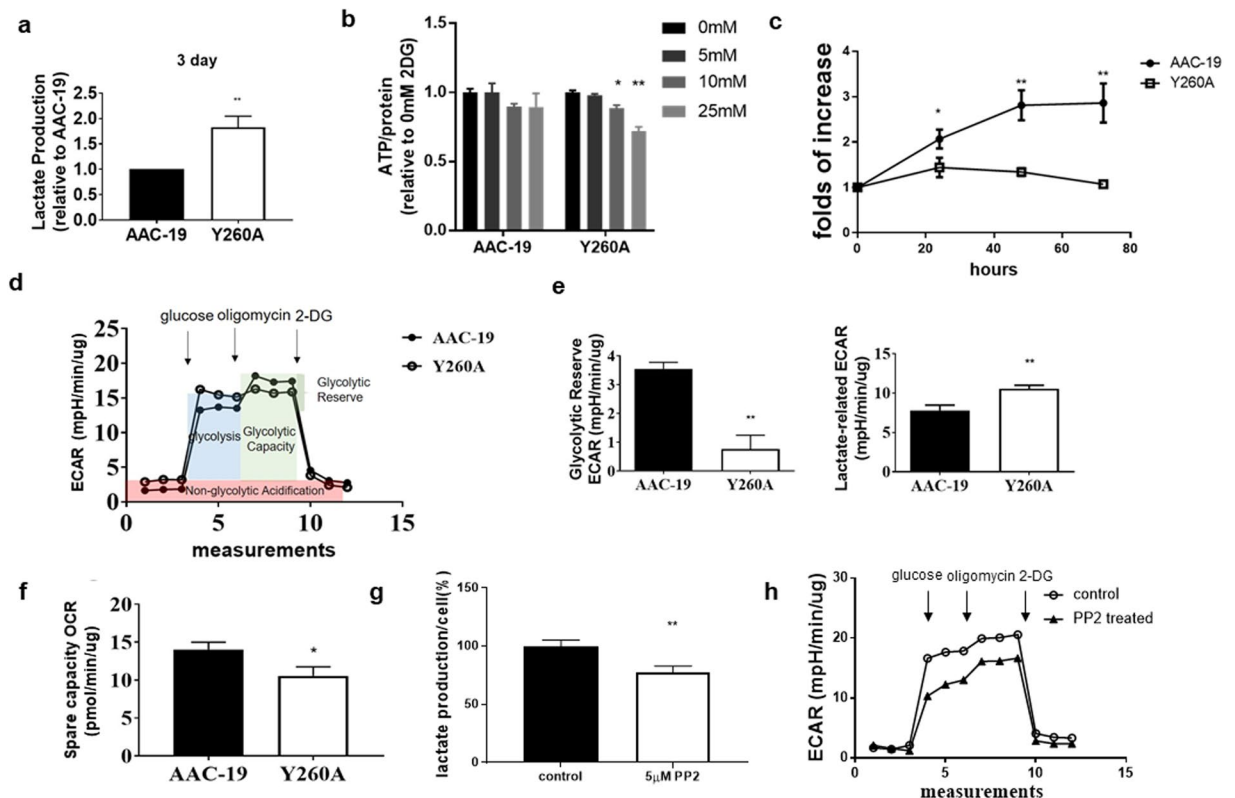 a
3 day
Lactate Production
(relative to AAC-19)
2.5
2.0
1.5
1.0
0.5
0.0
**
AAC-19 Y260A
b
ATP/protein
(relative to 0mM 2DG)
1.5
1.0
0.5
0.0
* **
AAC-19 Y260A
0mM
5mM
10mM
25mM
c
folds of increase
4
3
2
1
0
* ** **
0 20 40 60 80
hours
AAC-19
Y260A
d
glucose oligomycin 2-DG
ECAR (mpH/min/ug)
25
20
15
10
5
0
glycolysis
Glycolytic
Capacity
Glycolytic
Reserve
Non-glycolytic Acidification
0 5 10 15
measurements
AAC-19
Y260A
e
Glycolytic Reserve
ECAR (mpH/min/ug)
4
3
2
1
0
**
AAC-19 Y260A
Lactate-related ECAR
(mpH/min/ug)
15
10
5
0
**
AAC-19 Y260A
f
Spare capacity OCR
(pmol/min/ug)
20
15
10
5
0
*
AAC-19 Y260A
g
lactate production/cell(%)
150
100
50
0
**
control 5μM PP2
h
glucose oligomycin 2-DG
ECAR (mpH/min/ug)
30
20
10
0
0 5 10 15
measurements
control
PP2 treated